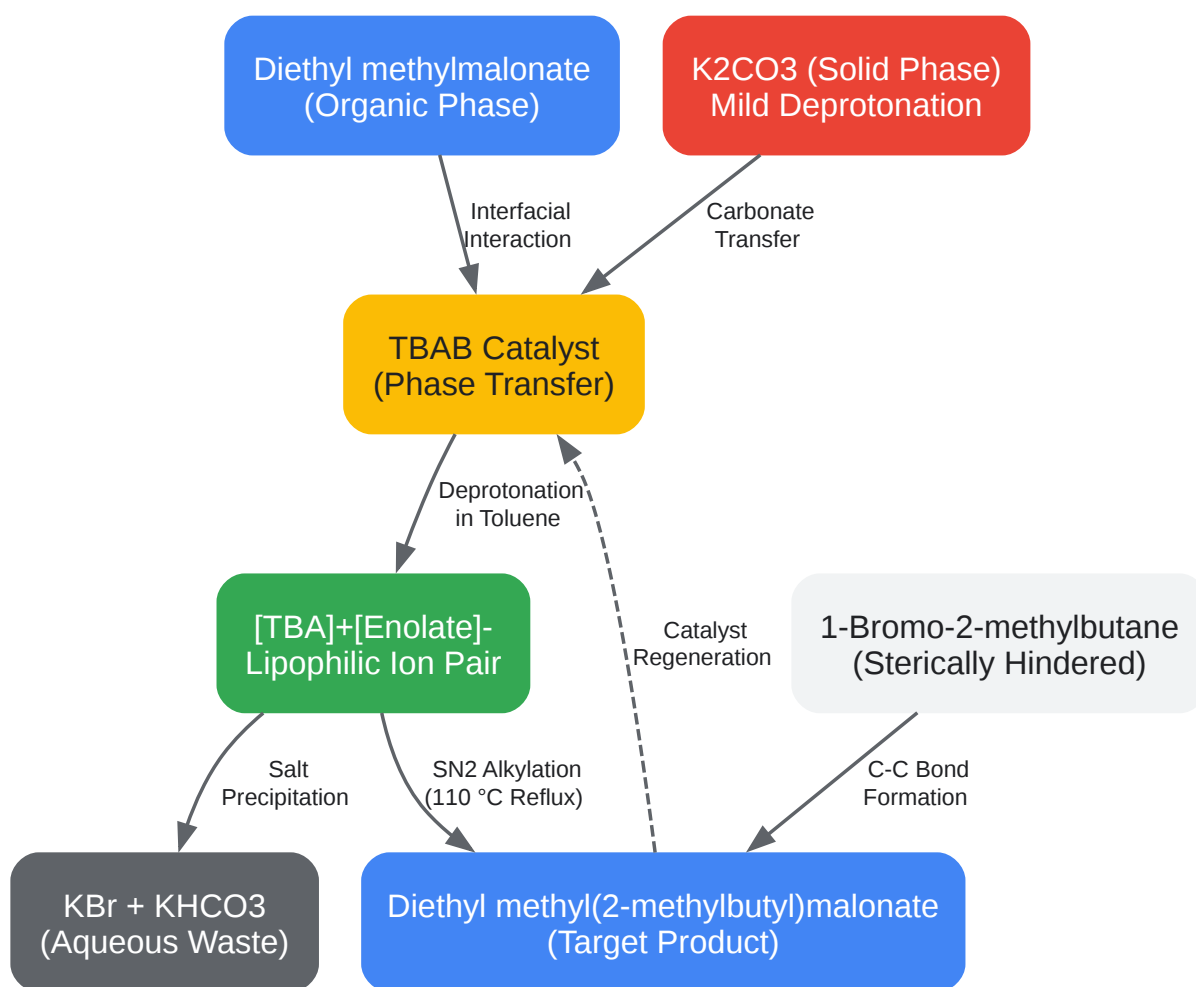 Diethyl methylmalonate
(Organic Phase)
K2CO3 (Solid Phase)
Mild Deprotonation
Interfacial
Interaction
Carbonate
Transfer
TBAB Catalyst
(Phase Transfer)
Deprotonation
in Toluene
[TBA]+[Enolate]-
Lipophilic Ion Pair
Catalyst
Regeneration
1-Bromo-2-methylbutane
(Sterically Hindered)
Salt
Precipitation
SN2 Alkylation
(110 °C Reflux)
C-C Bond
Formation
KBr + KHCO3
(Aqueous Waste)
Diethyl methyl(2-methylbutyl)malonate
(Target Product)